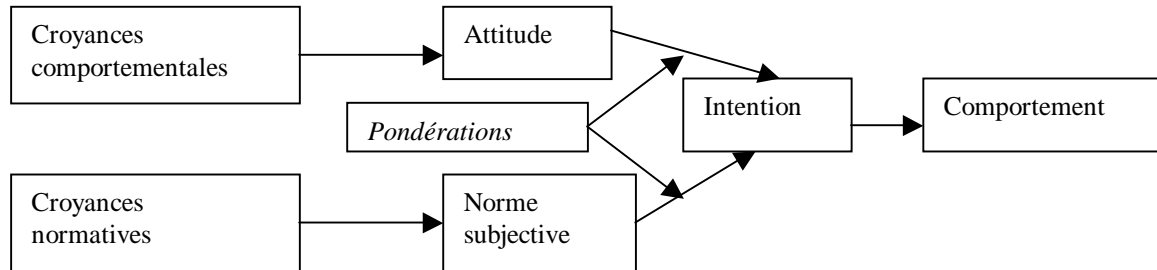 Croyances
comportementales
Attitude
Pondérations
Intention
Comportement
Croyances
normatives
Norme
subjective